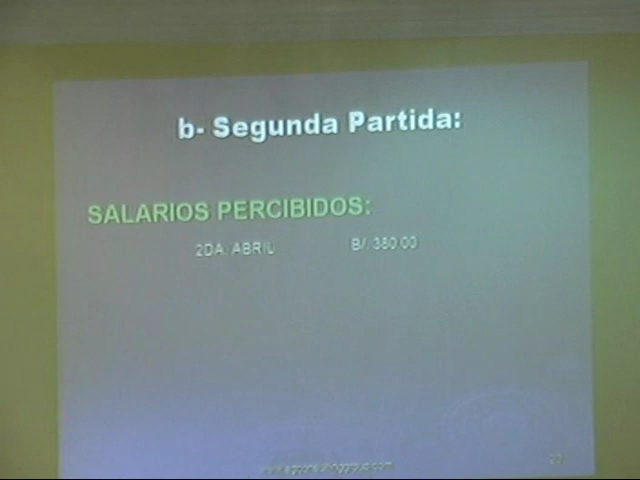 b- Segunda Partida:
SALARIOS PERCIBIDOS:
2DA. ABRIL B/. 380.00